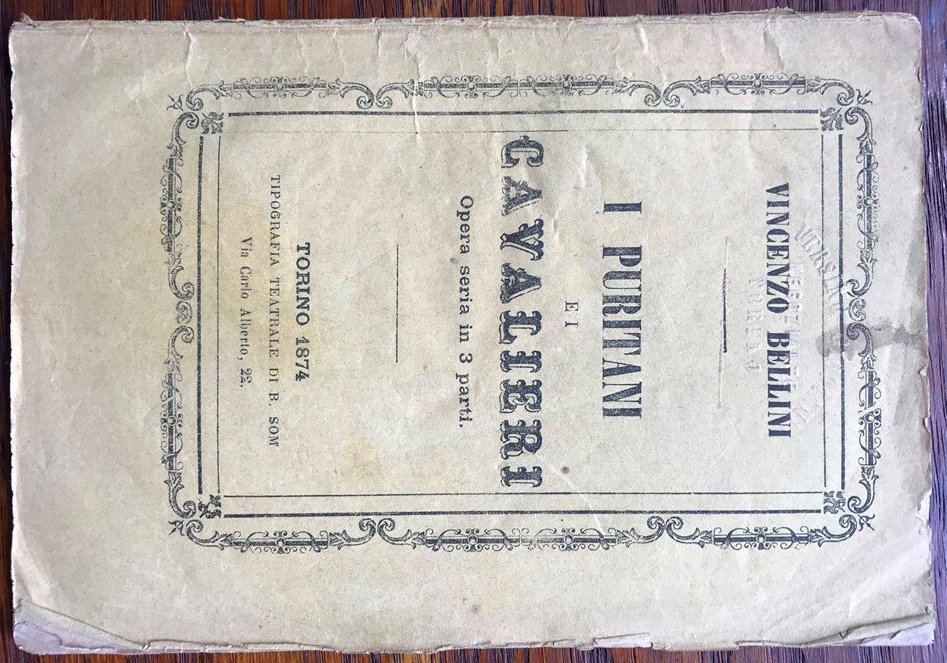 VINCENZO BELLINI
I PURITANI
E I
CAVALIERI
Opera seria in 3 parti.
TORINO 1874
TIPOGRAFIA TEATRALE DI B. SOM
Via Carlo Alberto, 22.